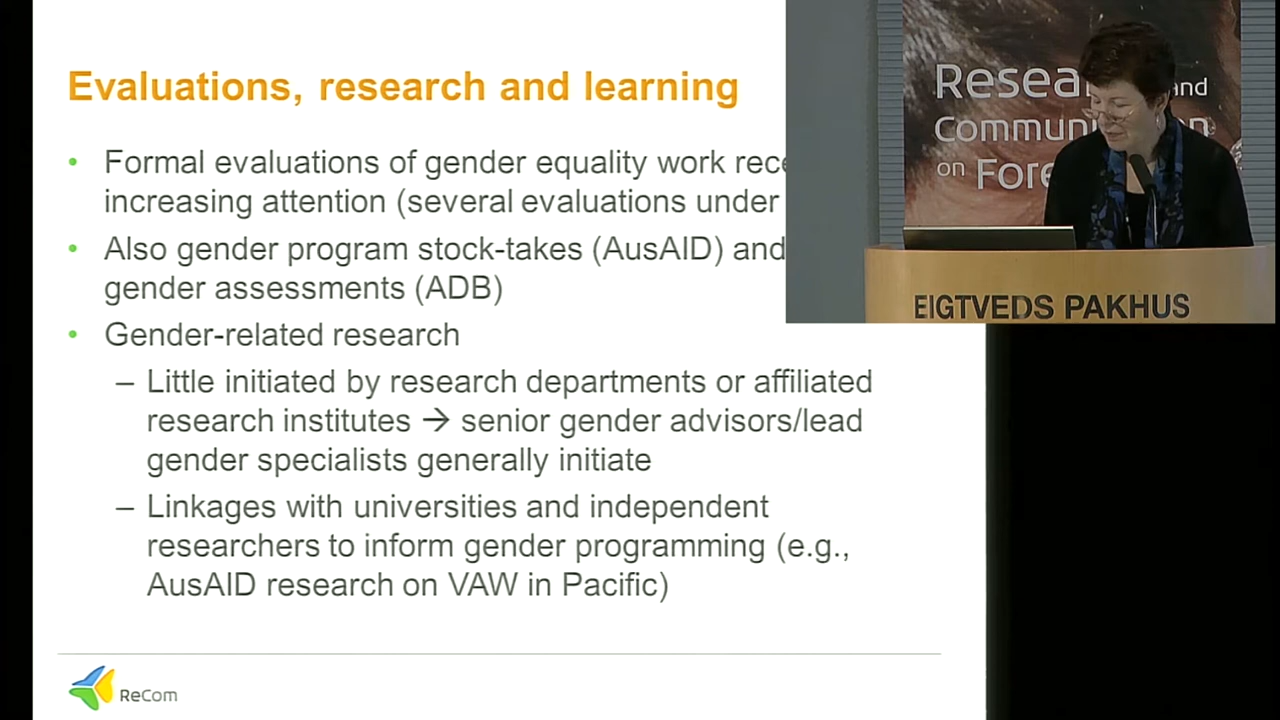 Evaluations, research and learning
• Formal evaluations of gender equality work
increasing attention (several evaluations under
• Also gender program stock-takes (AusAID) and
gender assessments (ADB)
• Gender-related research
– Little initiated by research departments or affiliated
research institutes → senior gender advisors/lead
gender specialists generally initiate
– Linkages with universities and independent
researchers to inform gender programming (e.g.,
AusAID research on VAW in Pacific)
ReCom
Resea and
Commun on
on Fore
EIGTVEDS PAKHUS